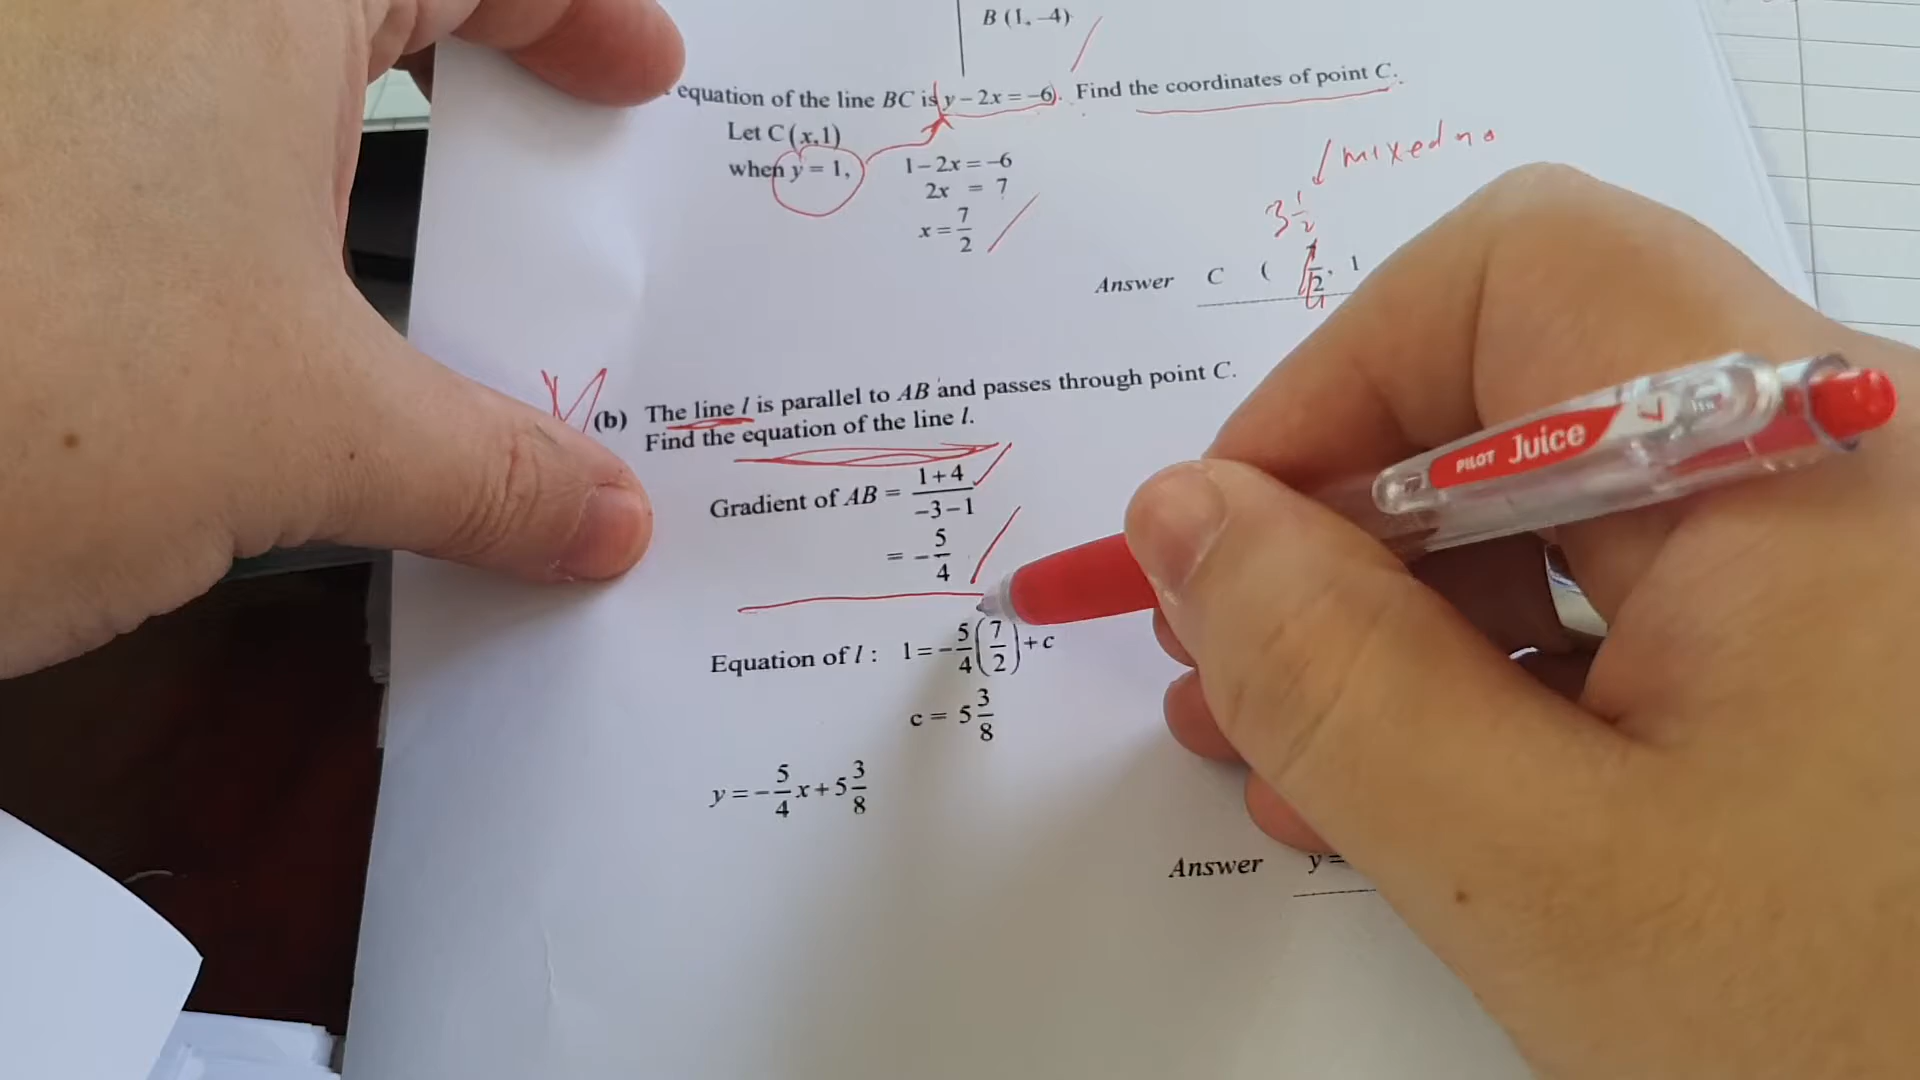 B (1, –4)
equation of the line BC is y – 2x = –6. Find the coordinates of point C.
Let C (x,1)
when y = 1,
1 – 2x = –6
2x = 7
x = 7/2
mixed no
3 1/2
Answer C ( /2, 1
(b) The line l is parallel to AB and passes through point C.
Find the equation of the line l.
Gradient of AB = (1+4)/(–3–1)
= –5/4
Equation of l : 1 = –5/4 (7/2) + c
c = 5 3/8
y = –5/4 x + 5 3/8
Answer y =
PILOT Juice